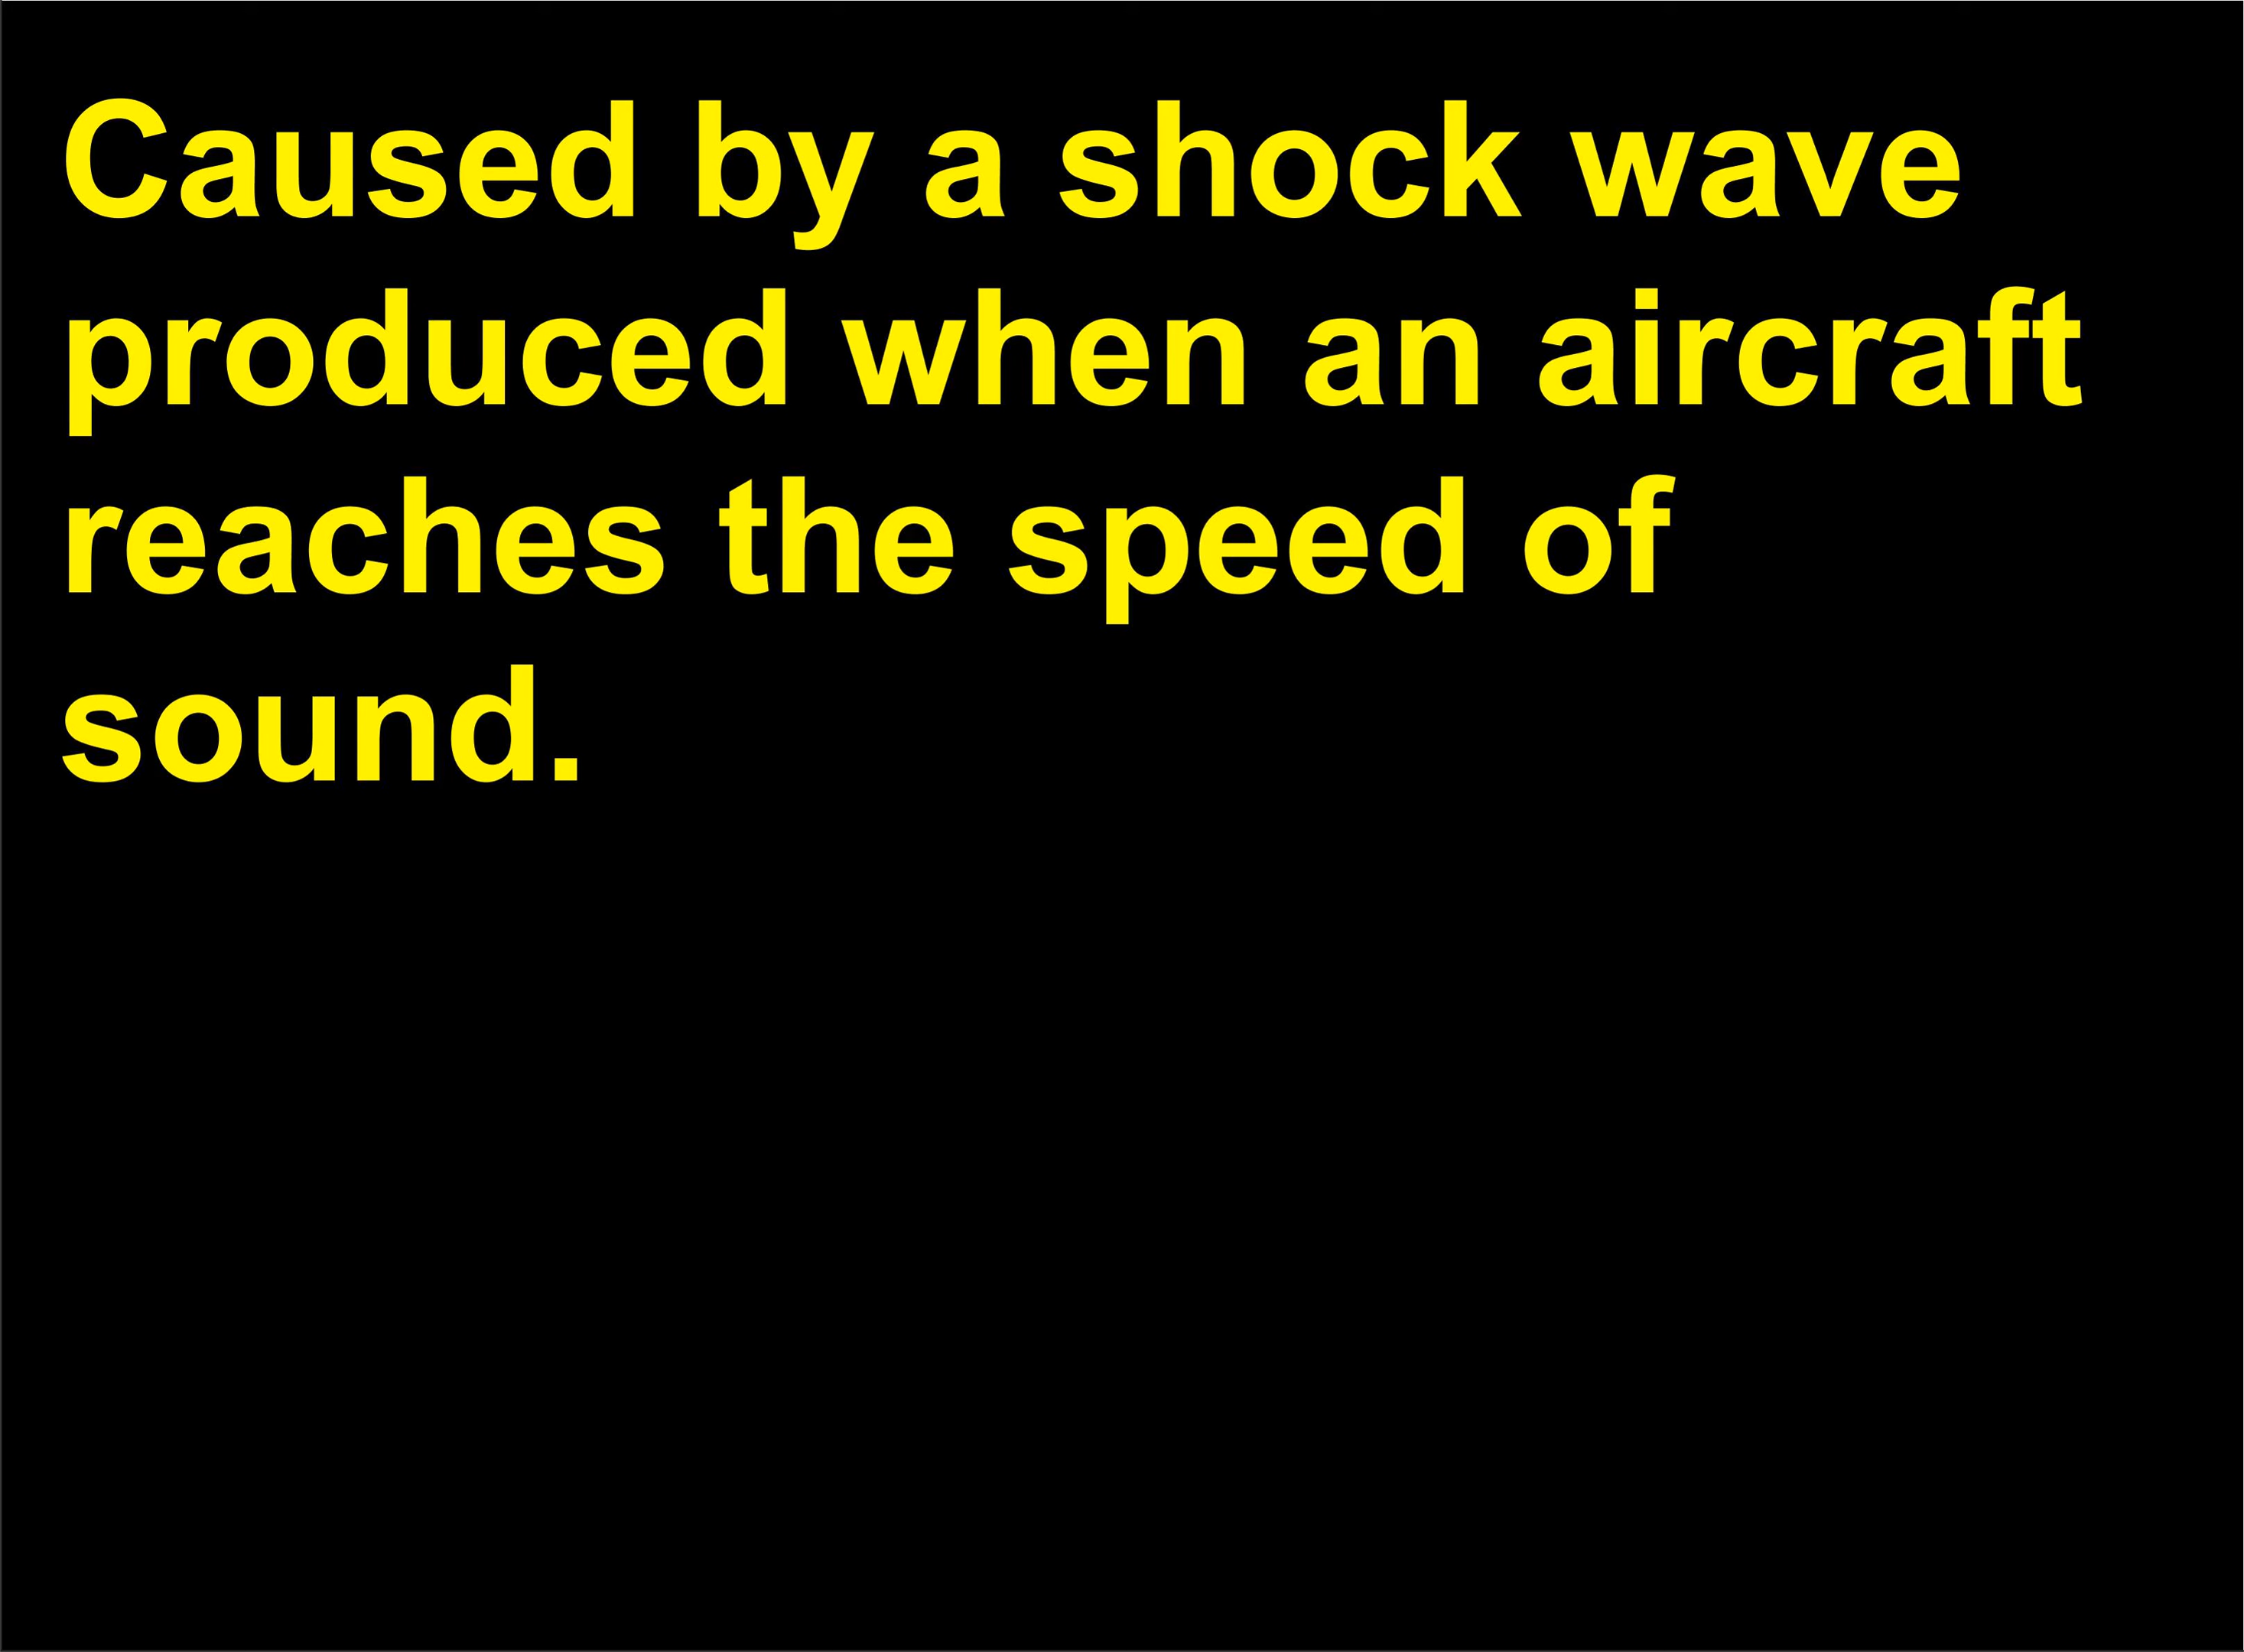 Caused by a shock wave
produced when an aircraft
reaches the speed of
sound.